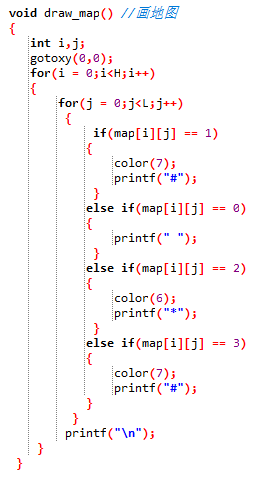 void draw_map() //画地图
{
    int i,j;
    gotoxy(0,0);
    for(i = 0;i<H;i++)
    {
        for(j = 0;j<L;j++)
        {
            if(map[i][j] == 1)
            {
                color(7);
                printf("#");
            }
            else if(map[i][j] == 0)
            {
                printf(" ");
            }
            else if(map[i][j] == 2)
            {
                color(6);
                printf("*");
            }
            else if(map[i][j] == 3)
            {
                color(7);
                printf("#");
            }
        }
        printf("\n");
    }
}